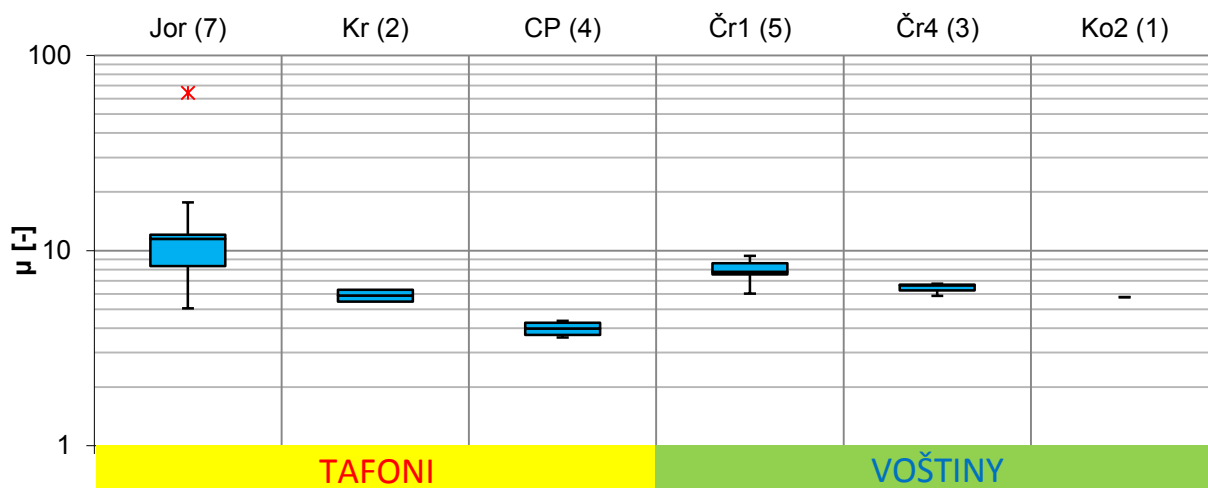 Jor (7) Kr (2) CP (4) Čr1 (5) Čr4 (3) Ko2 (1)
100
10
1
µ [-]
TAFONI VOŠTINY